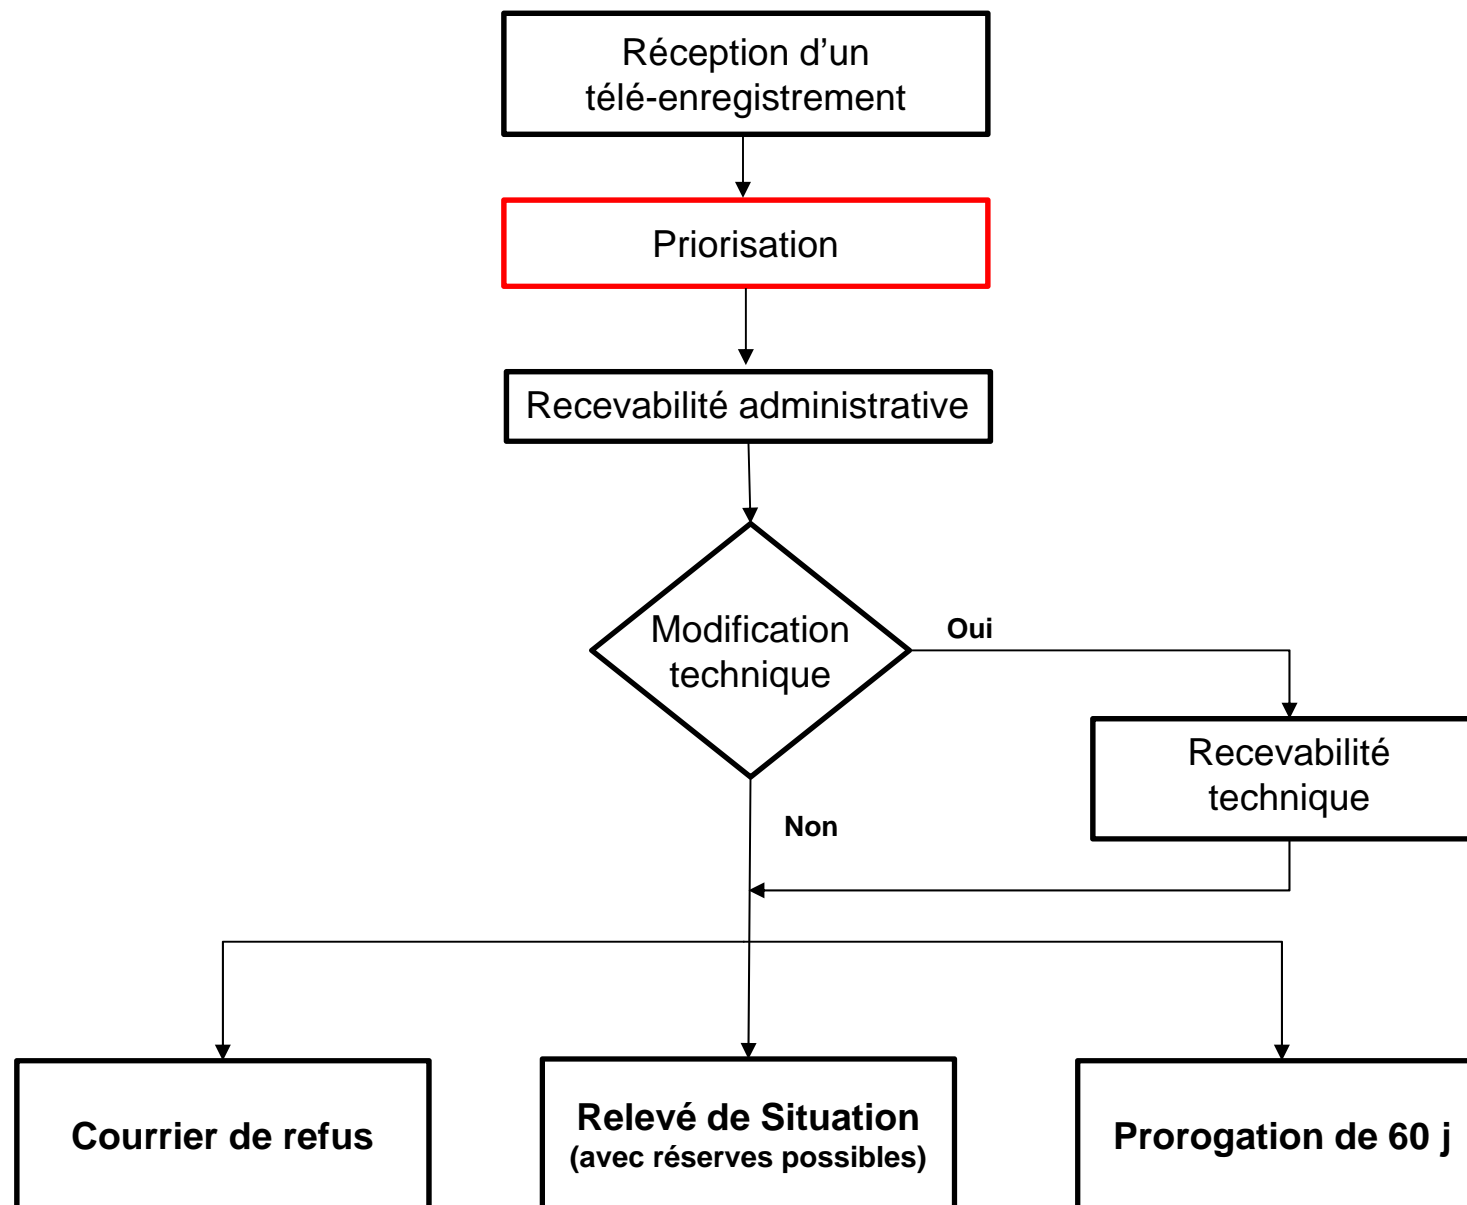 Réception d’un
télé-enregistrement
Priorisation
Recevabilité administrative
Modification
technique
Oui
Recevabilité
technique
Non
Courrier de refus
Relevé de Situation
(avec réserves possibles)
Prorogation de 60 j